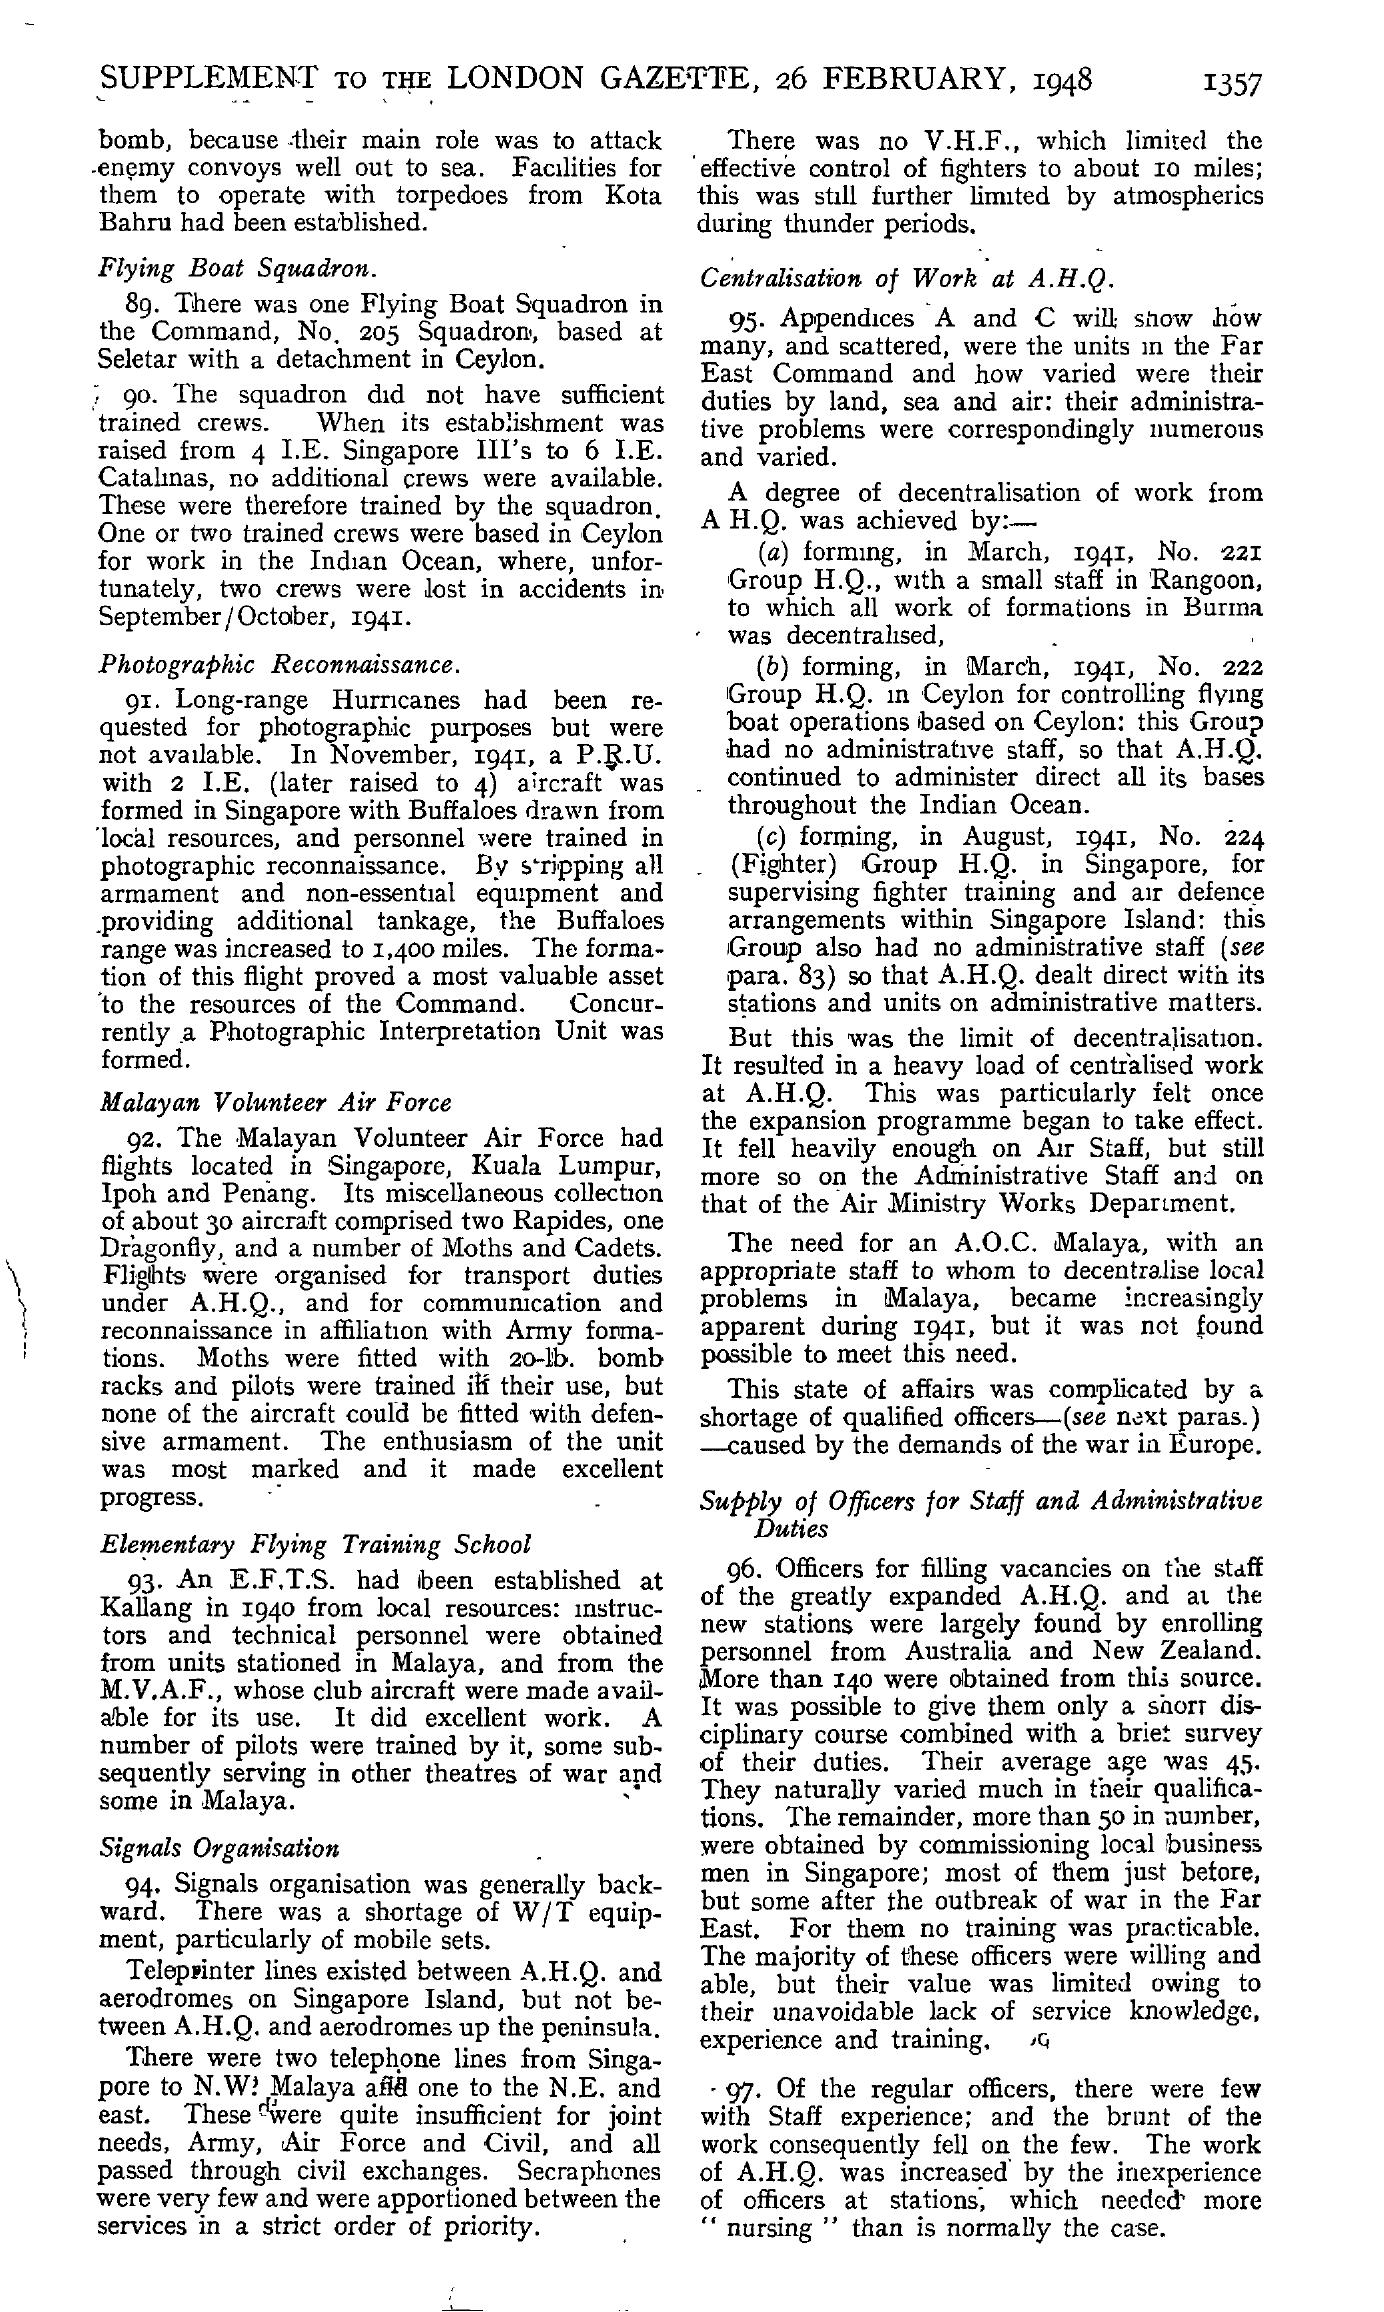 SUPPLEMENT TO THE LONDON GAZETTE, 26 FEBRUARY, 1948 1357
bomb, because their main role was to attack
enemy convoys well out to sea. Facilities for
them to operate with torpedoes from Kota
Bahru had been established.
Flying Boat Squadron.
89. There was one Flying Boat Squadron in
the Command, No. 205 Squadron, based at
Seletar with a detachment in Ceylon.
90. The squadron did not have sufficient
trained crews. When its establishment was
raised from 4 I.E. Singapore III's to 6 I.E.
Catalinas, no additional crews were available.
These were therefore trained by the squadron.
One or two trained crews were based in Ceylon
for work in the Indian Ocean, where, unfor-
tunately, two crews were lost in accidents in
September/October, 1941.
Photographic Reconnaissance.
91. Long-range Hurricanes had been re-
quested for photographic purposes but were
not available. In November, 1941, a P.R.U.
with 2 I.E. (later raised to 4) aircraft was
formed in Singapore with Buffaloes drawn from
local resources, and personnel were trained in
photographic reconnaissance. By stripping all
armament and non-essential equipment and
providing additional tankage, the Buffaloes
range was increased to 1,400 miles. The forma-
tion of this flight proved a most valuable asset
to the resources of the Command. Concur-
rently a Photographic Interpretation Unit was
formed.
Malayan Volunteer Air Force
92. The Malayan Volunteer Air Force had
flights located in Singapore, Kuala Lumpur,
Ipoh and Penang. Its miscellaneous collection
of about 30 aircraft comprised two Rapides, one
Dragonfly, and a number of Moths and Cadets.
Flights were organised for transport duties
under A.H.Q., and for communication and
reconnaissance in affiliation with Army forma-
tions. Moths were fitted with 20-lb. bomb
racks and pilots were trained in their use, but
none of the aircraft could be fitted with defen-
sive armament. The enthusiasm of the unit
was most marked and it made excellent
progress.
Elementary Flying Training School
93. An E.F.T.S. had been established at
Kallang in 1940 from local resources: instruc-
tors and technical personnel were obtained
from units stationed in Malaya, and from the
M.V.A.F., whose club aircraft were made avail-
able for its use. It did excellent work. A
number of pilots were trained by it, some sub-
sequently serving in other theatres of war and
some in Malaya.
Signals Organisation
94. Signals organisation was generally back-
ward. There was a shortage of W/T equip-
ment, particularly of mobile sets.
Teleprinter lines existed between A.H.Q. and
aerodromes on Singapore Island, but not be-
tween A.H.Q. and aerodromes up the peninsula.
There were two telephone lines from Singa-
pore to N.W. Malaya and one to the N.E. and
east. These were quite insufficient for joint
needs, Army, Air Force and Civil, and all
passed through civil exchanges. Secraphones
were very few and were apportioned between the
services in a strict order of priority.
There was no V.H.F., which limited the
effective control of fighters to about 10 miles;
this was still further limited by atmospherics
during thunder periods.
Centralisation of Work at A.H.Q.
95. Appendices A and C will show how
many, and scattered, were the units in the Far
East Command and how varied were their
duties by land, sea and air: their administra-
tive problems were correspondingly numerous
and varied.
A degree of decentralisation of work from
A H.Q. was achieved by:—
(a) forming, in March, 1941, No. 221
Group H.Q., with a small staff in Rangoon,
to which all work of formations in Burma
was decentralised,
(b) forming, in March, 1941, No. 222
Group H.Q. in Ceylon for controlling flying
boat operations based on Ceylon: this Group
had no administrative staff, so that A.H.Q.
continued to administer direct all its bases
throughout the Indian Ocean.
(c) forming, in August, 1941, No. 224
(Fighter) Group H.Q. in Singapore, for
supervising fighter training and air defence
arrangements within Singapore Island: this
Group also had no administrative staff (see
para. 83) so that A.H.Q. dealt direct with its
stations and units on administrative matters.
But this was the limit of decentralisation.
It resulted in a heavy load of centralised work
at A.H.Q. This was particularly felt once
the expansion programme began to take effect.
It fell heavily enough on Air Staff, but still
more so on the Administrative Staff and on
that of the Air Ministry Works Department.
The need for an A.O.C. Malaya, with an
appropriate staff to whom to decentralise local
problems in Malaya, became increasingly
apparent during 1941, but it was not found
possible to meet this need.
This state of affairs was complicated by a
shortage of qualified officers—(see next paras.)
—caused by the demands of the war in Europe.
Supply of Officers for Staff and Administrative
Duties
96. Officers for filling vacancies on the staff
of the greatly expanded A.H.Q. and at the
new stations were largely found by enrolling
personnel from Australia and New Zealand.
More than 140 were obtained from this source.
It was possible to give them only a short dis-
ciplinary course combined with a brief survey
of their duties. Their average age was 45.
They naturally varied much in their qualifica-
tions. The remainder, more than 50 in number,
were obtained by commissioning local business
men in Singapore; most of them just before,
but some after the outbreak of war in the Far
East. For them no training was practicable.
The majority of these officers were willing and
able, but their value was limited owing to
their unavoidable lack of service knowledge,
experience and training.
97. Of the regular officers, there were few
with Staff experience; and the brunt of the
work consequently fell on the few. The work
of A.H.Q. was increased by the inexperience
of officers at stations, which needed more
" nursing " than is normally the case.